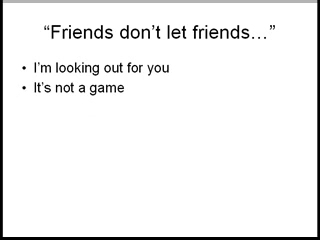 “Friends don’t let friends…”
• I’m looking out for you
• It’s not a game